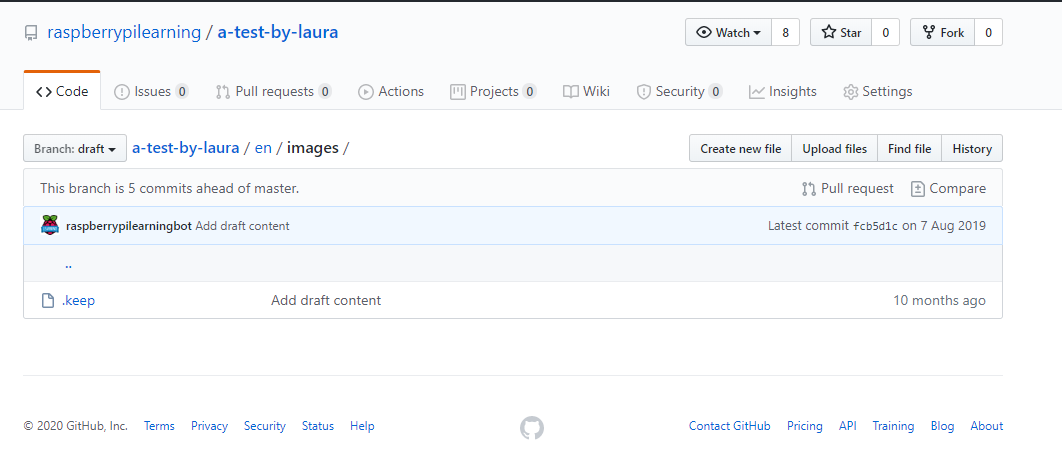 raspberrypilearning / a-test-by-laura Watch 8 Star 0 Fork 0
Code Issues 0 Pull requests 0 Actions Projects 0 Wiki Security 0 Insights Settings
Branch: draft a-test-by-laura / en / images / Create new file Upload files Find file History
This branch is 5 commits ahead of master. Pull request Compare
raspberrypilearningbot Add draft content Latest commit fcb5d1c on 7 Aug 2019
..
.keep Add draft content 10 months ago
© 2020 GitHub, Inc. Terms Privacy Security Status Help Contact GitHub Pricing API Training Blog About